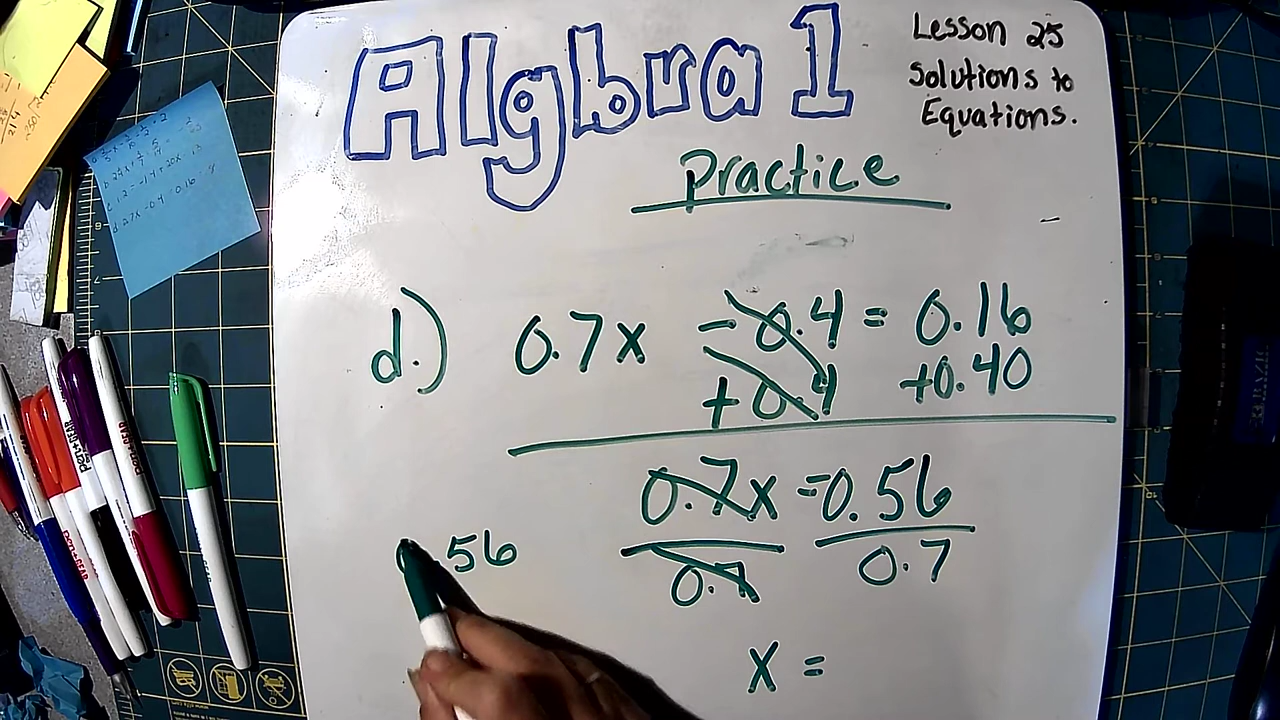 Algbra 1
Lesson 25
Solutions to
Equations.
Practice
d.) 0.7x - 0.4 = 0.16
+ 0.4 +0.40
0.7x = 0.56
0.7 0.7
.56
x =